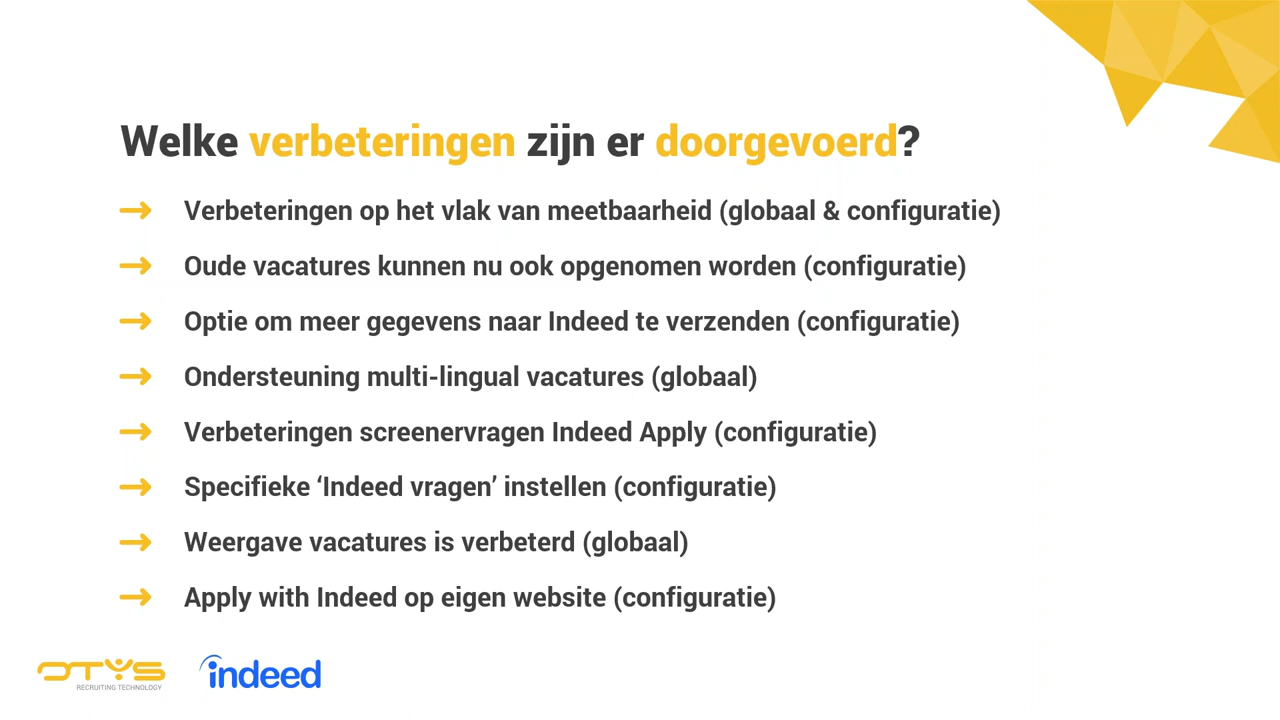 Welke verbeteringen zijn er doorgevoerd?
Verbeteringen op het vlak van meetbaarheid (globaal & configuratie)
Oude vacatures kunnen nu ook opgenomen worden (configuratie)
Optie om meer gegevens naar Indeed te verzenden (configuratie)
Ondersteuning multi-lingual vacatures (globaal)
Verbeteringen screenervragen Indeed Apply (configuratie)
Specifieke ‘Indeed vragen’ instellen (configuratie)
Weergave vacatures is verbeterd (globaal)
Apply with Indeed op eigen website (configuratie)
OTYS
RECRUITING TECHNOLOGY
indeed